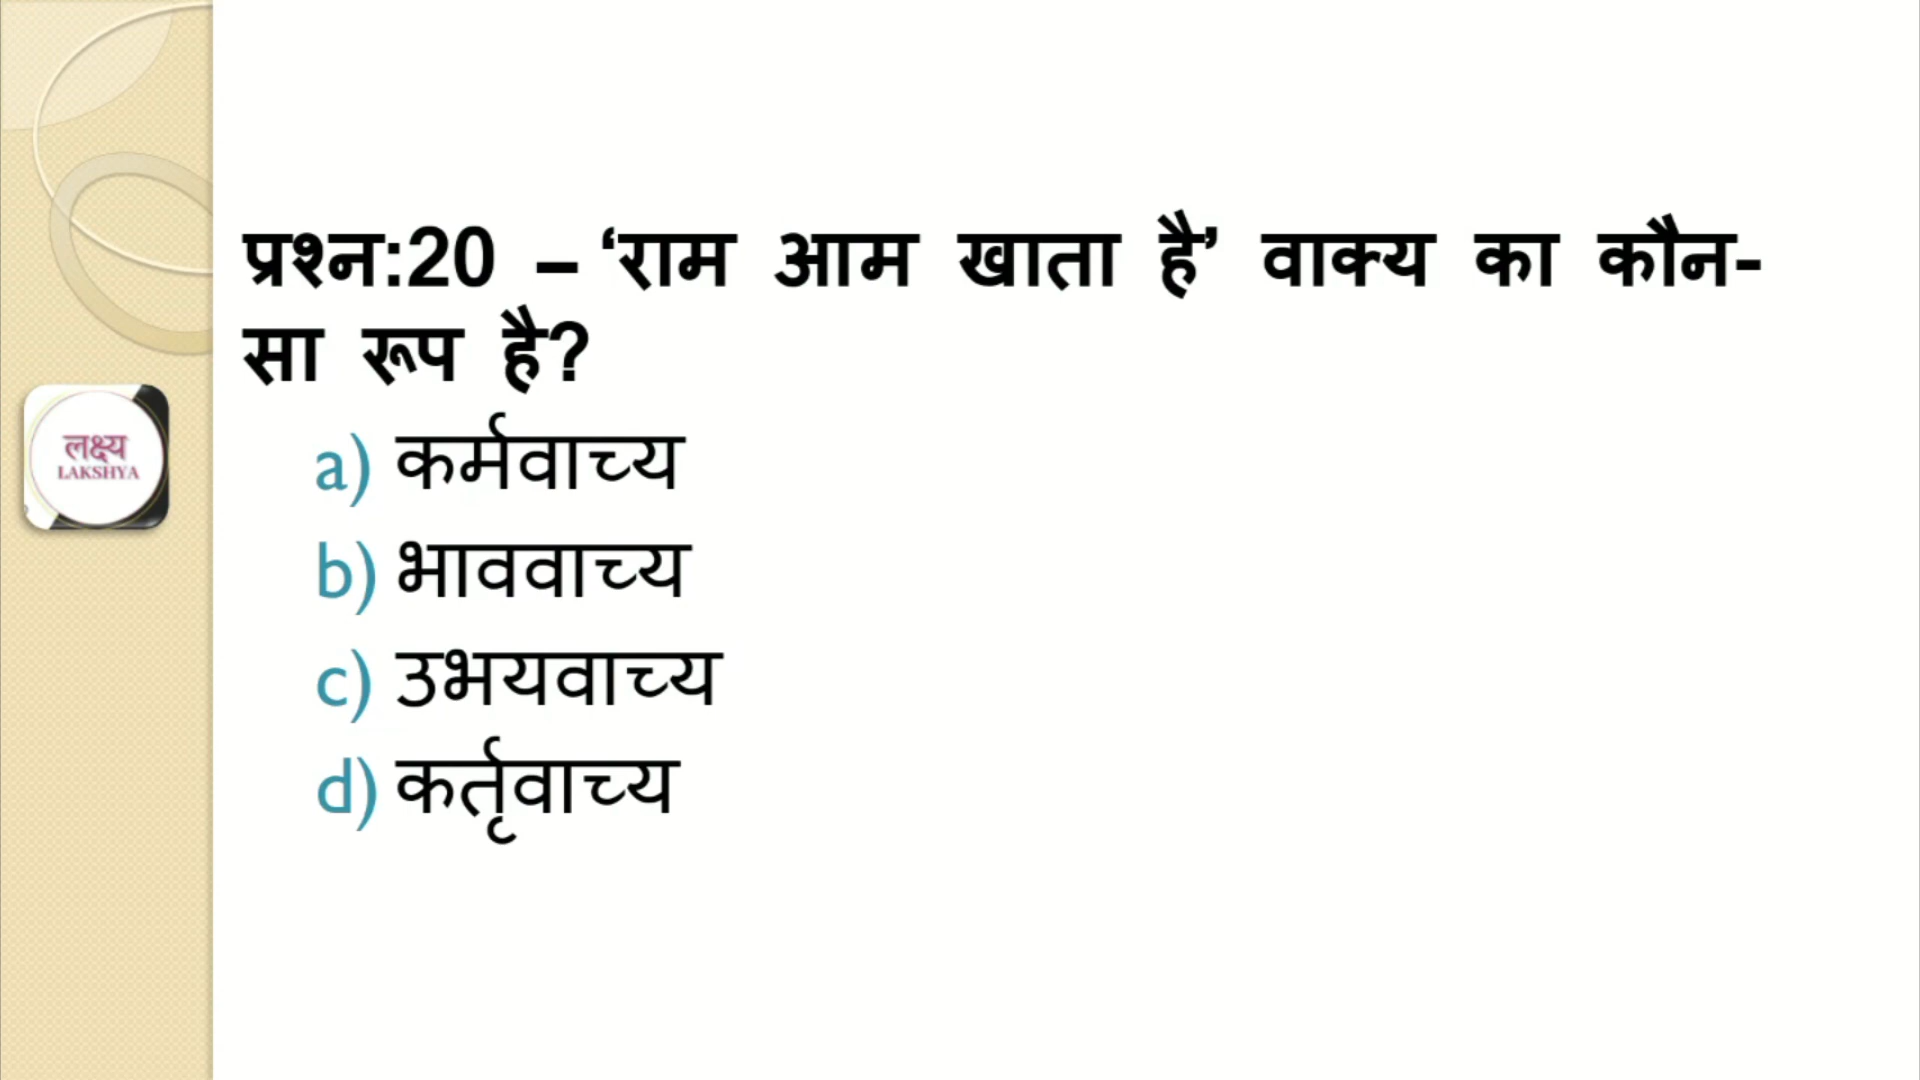 प्रश्न:20 – ‘राम आम खाता है’ वाक्य का कौन-
सा रूप है?
लक्ष्य
LAKSHYA
a) कर्मवाच्य
b) भाववाच्य
c) उभयवाच्य
d) कर्तृवाच्य